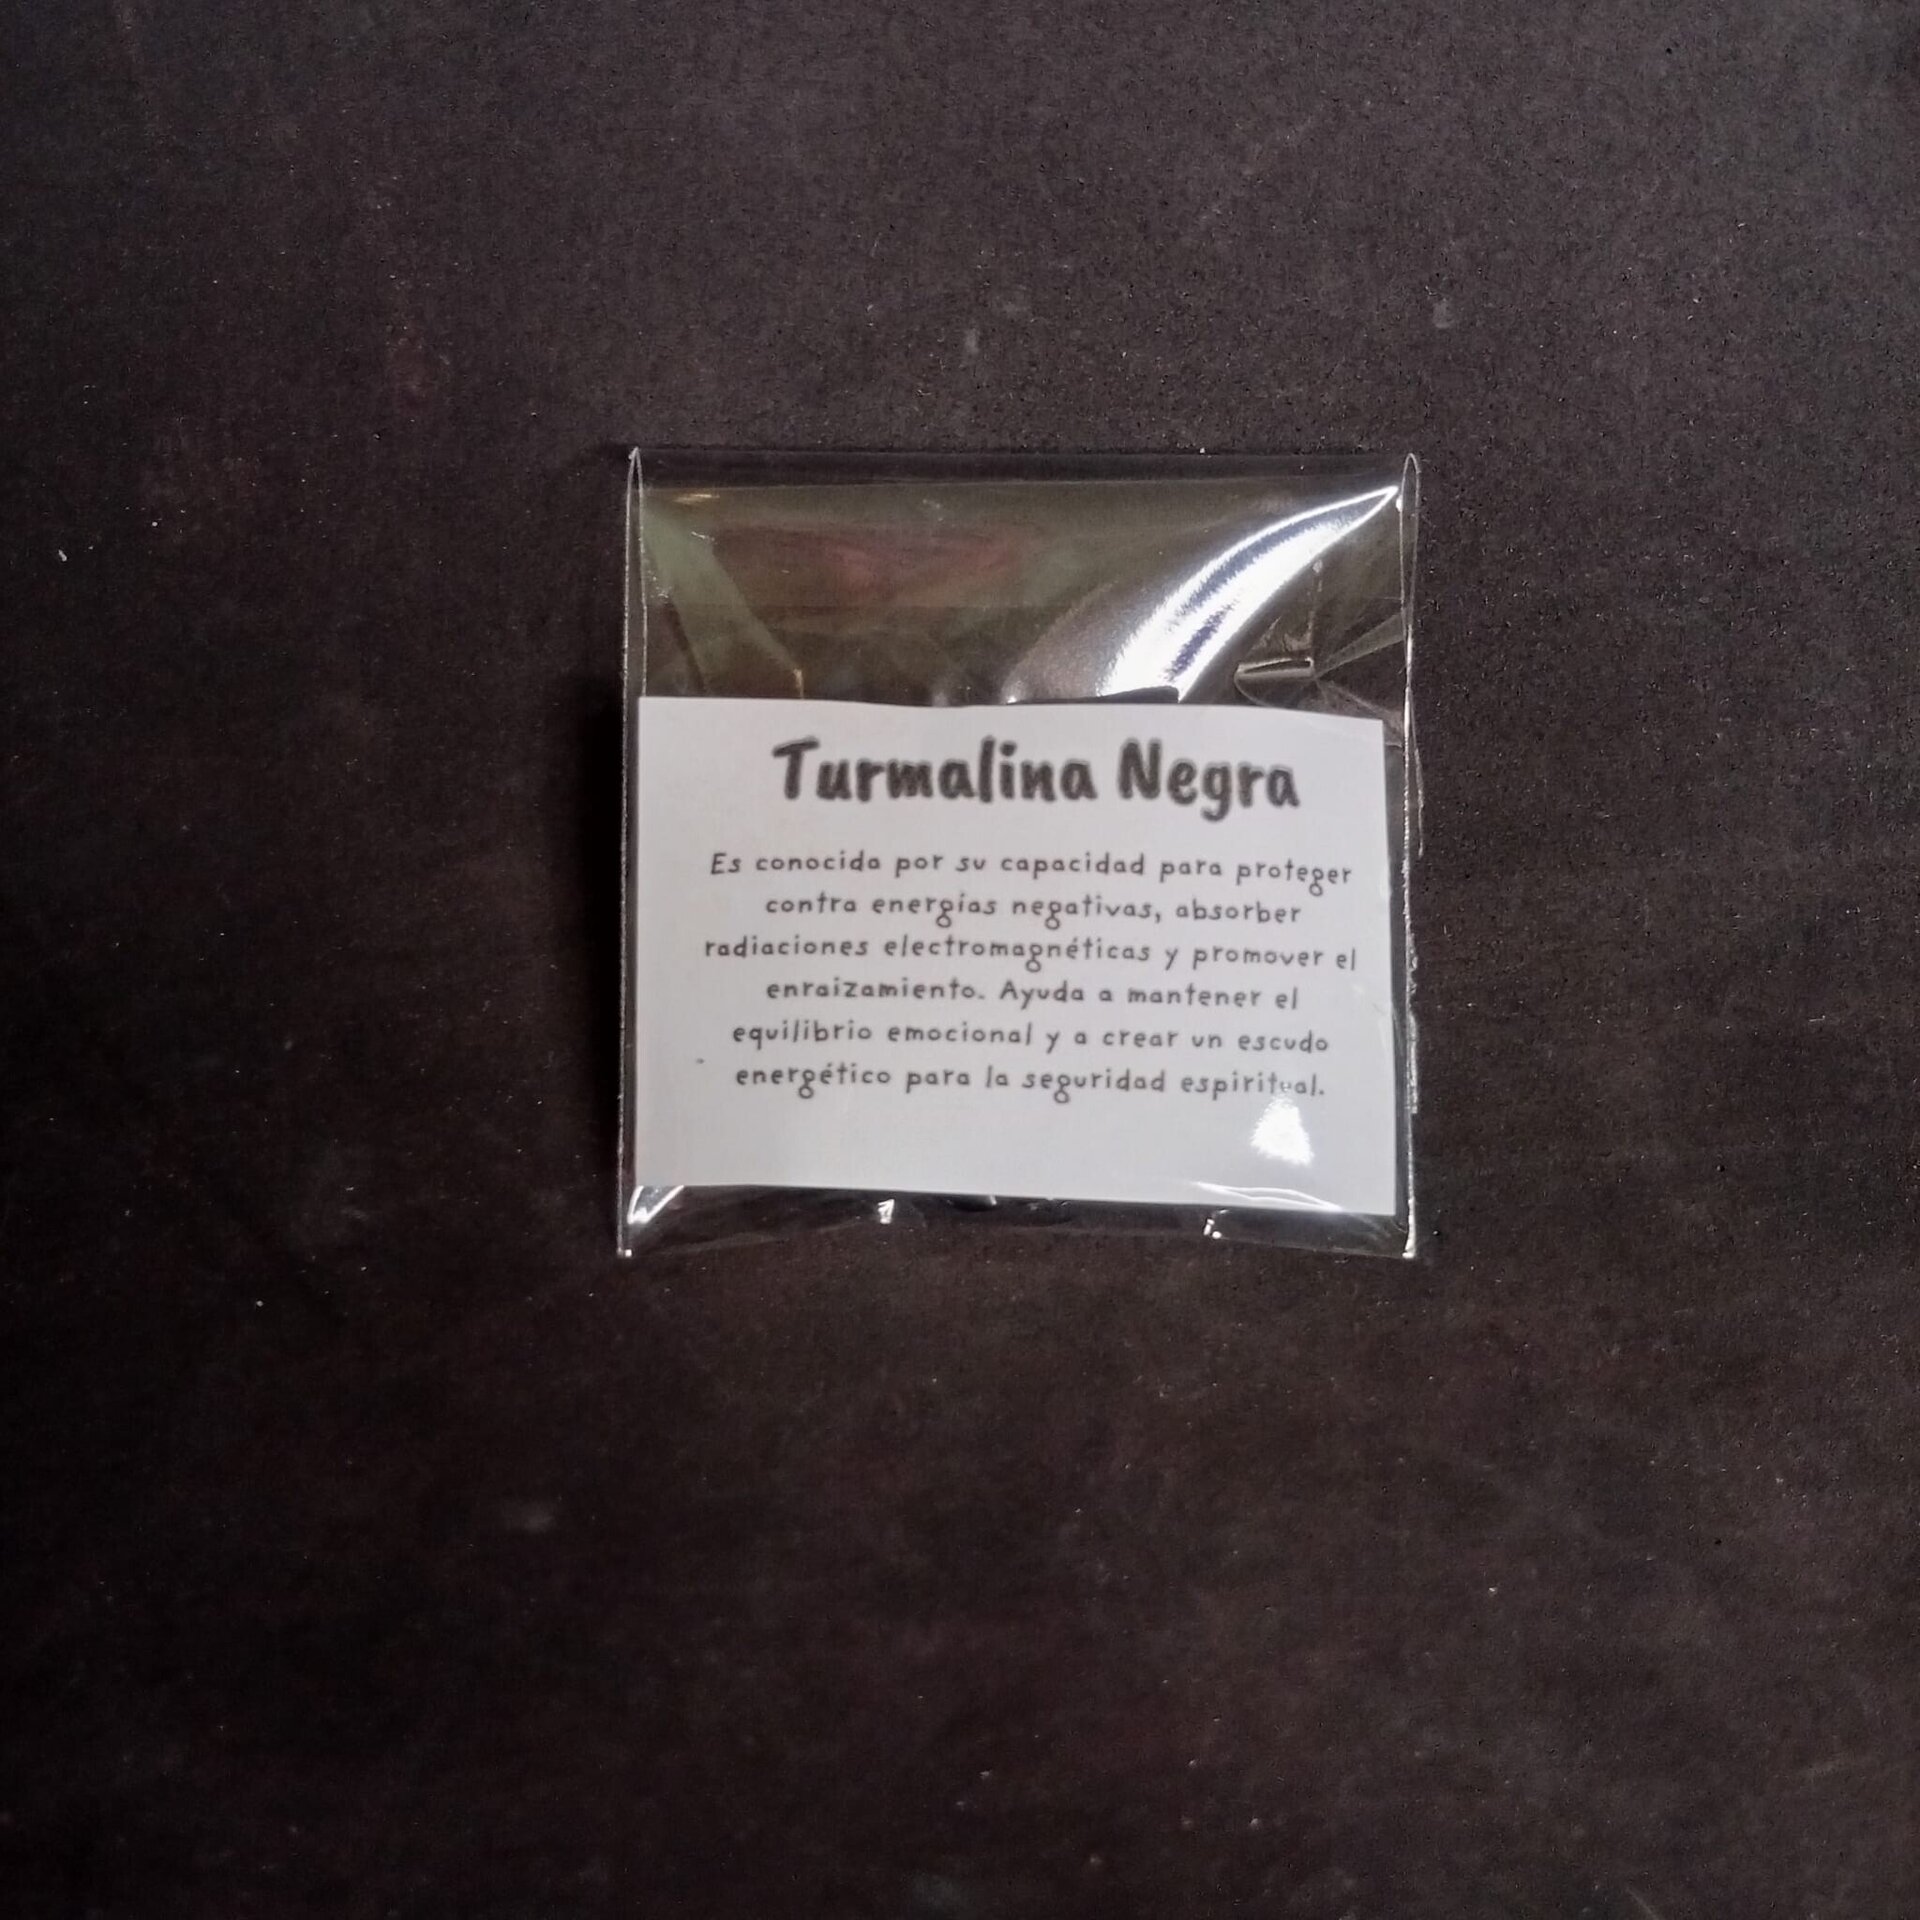 Turmalina Negra
Es conocida por su capacidad para proteger
contra energías negativas, absorber
radiaciones electromagnéticas y promover el
enraizamiento. Ayuda a mantener el
equilibrio emocional y a crear un escudo
energético para la seguridad espiritual.